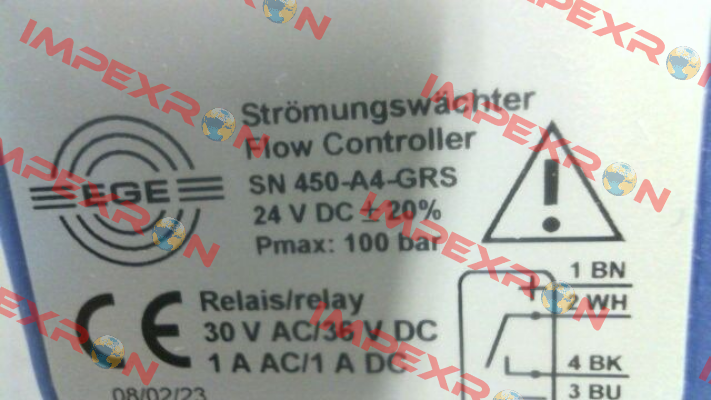 IMPEXRON
Strömungswächter
Flow Controller
SN 450-A4-GRS
24 V DC ± 20%
Pmax: 100 bar
EGE
CE
Relais/relay
30 V AC/36 V DC
1 A AC/1 A DC
08/02/23
1 BN
2 WH
4 BK
3 BU